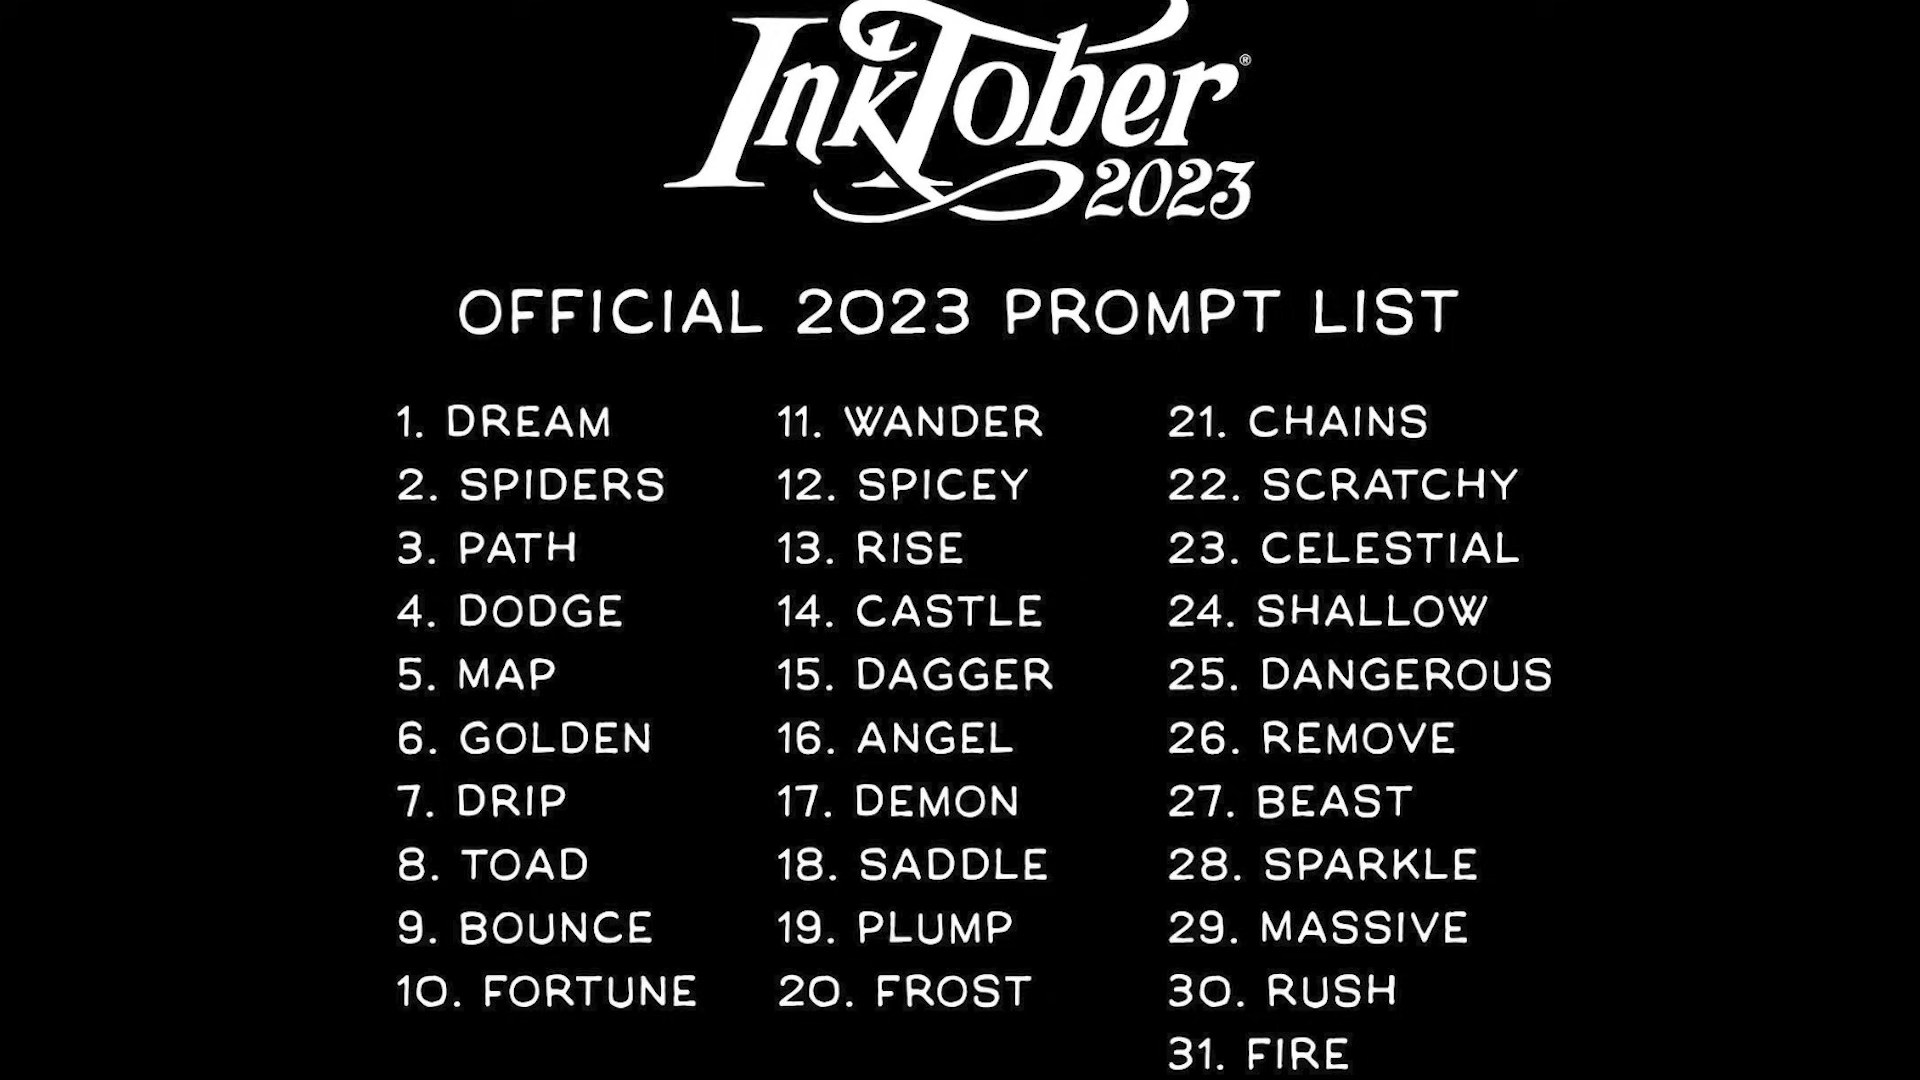 InkTober®
2023
OFFICIAL 2023 PROMPT LIST
1. DREAM
2. SPIDERS
3. PATH
4. DODGE
5. MAP
6. GOLDEN
7. DRIP
8. TOAD
9. BOUNCE
10. FORTUNE
11. WANDER
12. SPICEY
13. RISE
14. CASTLE
15. DAGGER
16. ANGEL
17. DEMON
18. SADDLE
19. PLUMP
20. FROST
21. CHAINS
22. SCRATCHY
23. CELESTIAL
24. SHALLOW
25. DANGEROUS
26. REMOVE
27. BEAST
28. SPARKLE
29. MASSIVE
30. RUSH
31. FIRE